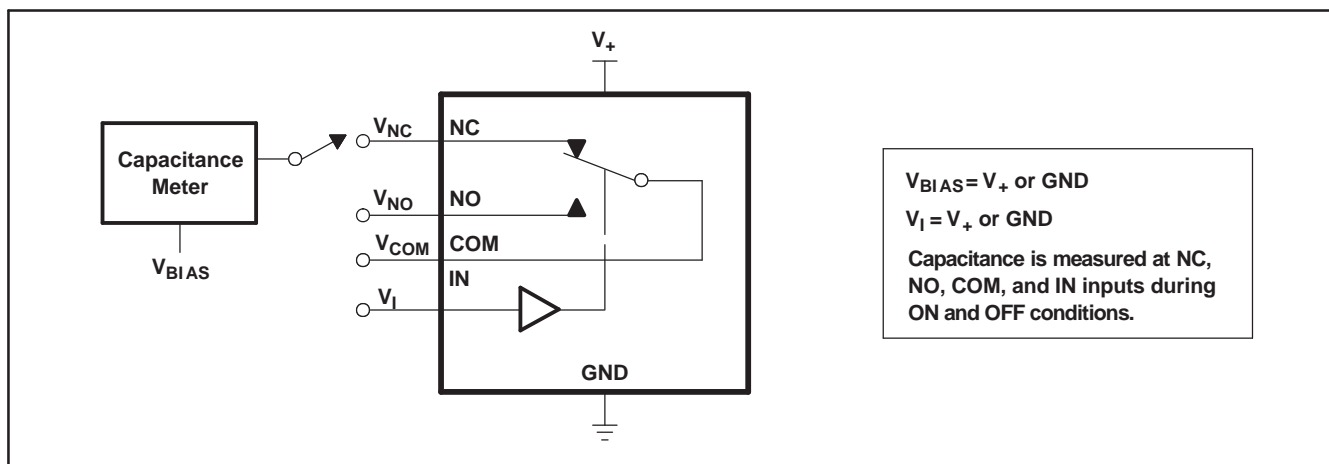 V+
Capacitance
Meter
VBIAS
VNC
NC
VNO
NO
VCOM
COM
IN
VI
GND
VBIAS = V+ or GND
VI = V+ or GND
Capacitance is measured at NC,
NO, COM, and IN inputs during
ON and OFF conditions.